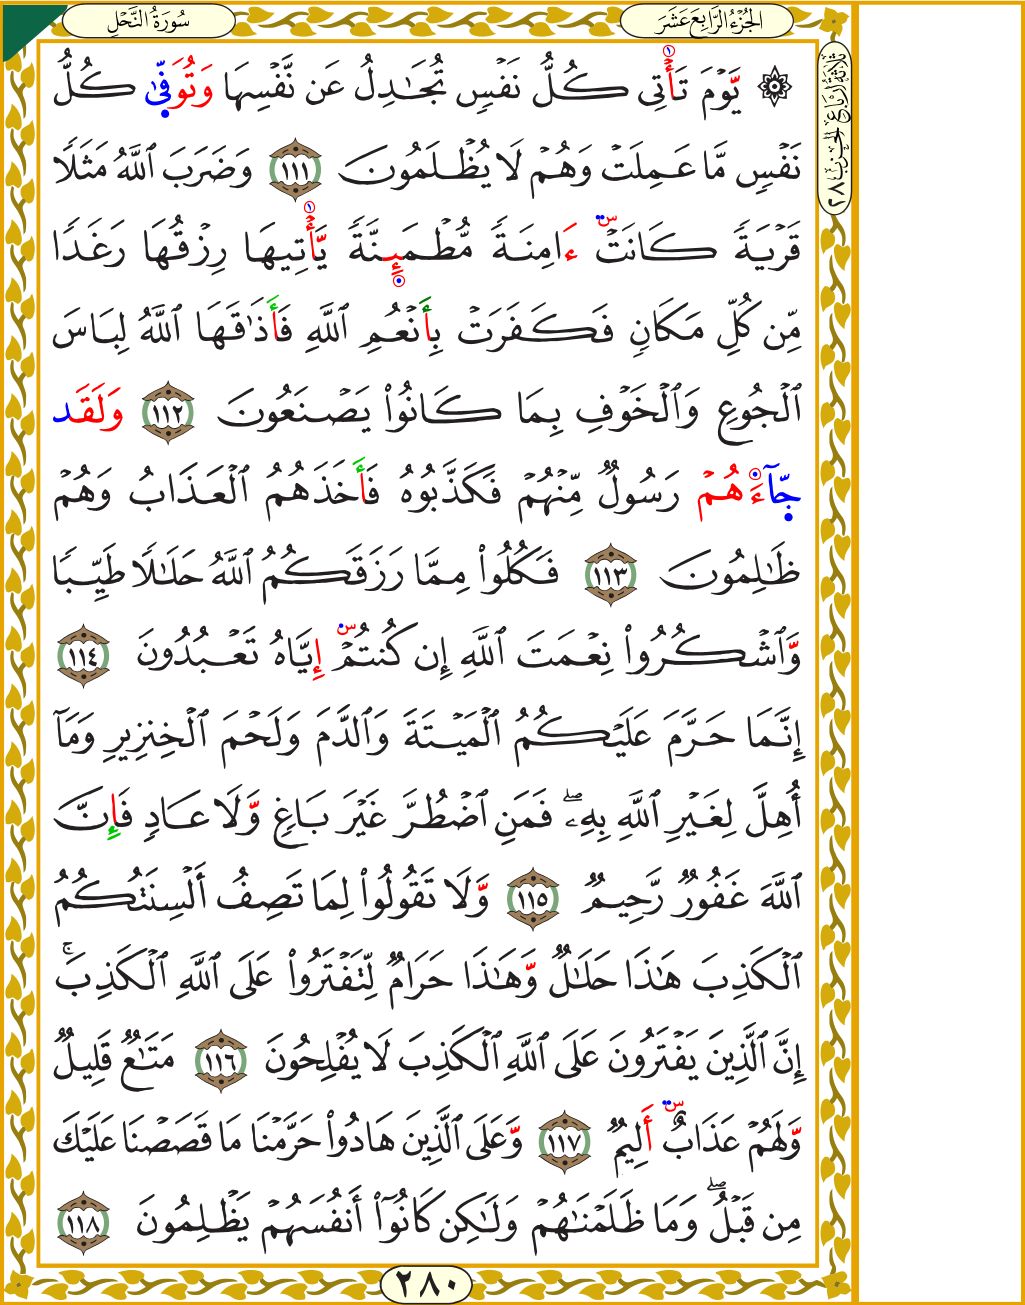 سُورَةُ النَّحْلِ
الجُزْءُ الرَّابِعَ عَشَرَ
ثَلَاثَةُ أَرْبَاعِ الحِزْبِ ٢٨
۞ يَّوۡمَ تَأۡتِى كُلُّ نَفۡسٍ تُجَٰدِلُ عَن نَّفۡسِهَا وَتُوَفّٰى كُلُّ
نَفۡسٍ مَّا عَمِلَتۡ وَهُمۡ لَا يُظۡلَمُونَ ١١١ وَضَرَبَ ٱللَّهُ مَثَلًا
قَرۡيَةً كَانَتۡ ءَامِنَةً مُّطۡمَئِنَّةً يَّأۡتِيهَا رِزۡقُهَا رَغَدًا
مِّن كُلِّ مَكَانٍ فَكَفَرَتۡ بِأَنۡعُمِ ٱللَّهِ فَأَذَٰقَهَا ٱللَّهُ لِبَاسَ
ٱلۡجُوعِ وَٱلۡخَوۡفِ بِمَا كَانُواْ يَصۡنَعُونَ ١١٢ وَلَقَد
جَّآءَهُمۡ رَسُولٌ مِّنۡهُمۡ فَكَذَّبُوهُ فَأَخَذَهُمُ ٱلۡعَذَابُ وَهُمۡ
ظَٰلِمُونَ ١١٣ فَكُلُواْ مِمَّا رَزَقَكُمُ ٱللَّهُ حَلَٰلًا طَيِّبًا
وَّٱشۡكُرُواْ نِعۡمَتَ ٱللَّهِ إِن كُنتُمۡ إِيَّاهُ تَعۡبُدُونَ ١١٤
إِنَّمَا حَرَّمَ عَلَيۡكُمُ ٱلۡمَيۡتَةَ وَٱلدَّمَ وَلَحۡمَ ٱلۡخِنزِيرِ وَمَآ
أُهِلَّ لِغَيۡرِ ٱللَّهِ بِهِۦۖ فَمَنِ ٱضۡطُرَّ غَيۡرَ بَاغٍ وَّلَا عَادٍ فَإِنَّ
ٱللَّهَ غَفُورٌ رَّحِيمٌ ١١٥ وَّلَا تَقُولُواْ لِمَا تَصِفُ أَلۡسِنَتُكُمُ
ٱلۡكَذِبَ هَٰذَا حَلَٰلٌ وَّهَٰذَا حَرَامٌ لِّتَفۡتَرُواْ عَلَى ٱللَّهِ ٱلۡكَذِبَۚ
إِنَّ ٱلَّذِينَ يَفۡتَرُونَ عَلَى ٱللَّهِ ٱلۡكَذِبَ لَا يُفۡلِحُونَ ١١٦ مَتَٰعٌ قَلِيلٌ
وَّلَهُمۡ عَذَابٌ أَلِيمٌ ١١٧ وَّعَلَى ٱلَّذِينَ هَادُواْ حَرَّمۡنَا مَا قَصَصۡنَا عَلَيۡكَ
مِن قَبۡلُۖ وَمَا ظَلَمۡنَٰهُمۡ وَلَٰكِن كَانُوٓاْ أَنفُسَهُمۡ يَظۡلِمُونَ ١١٨
٢٨٠